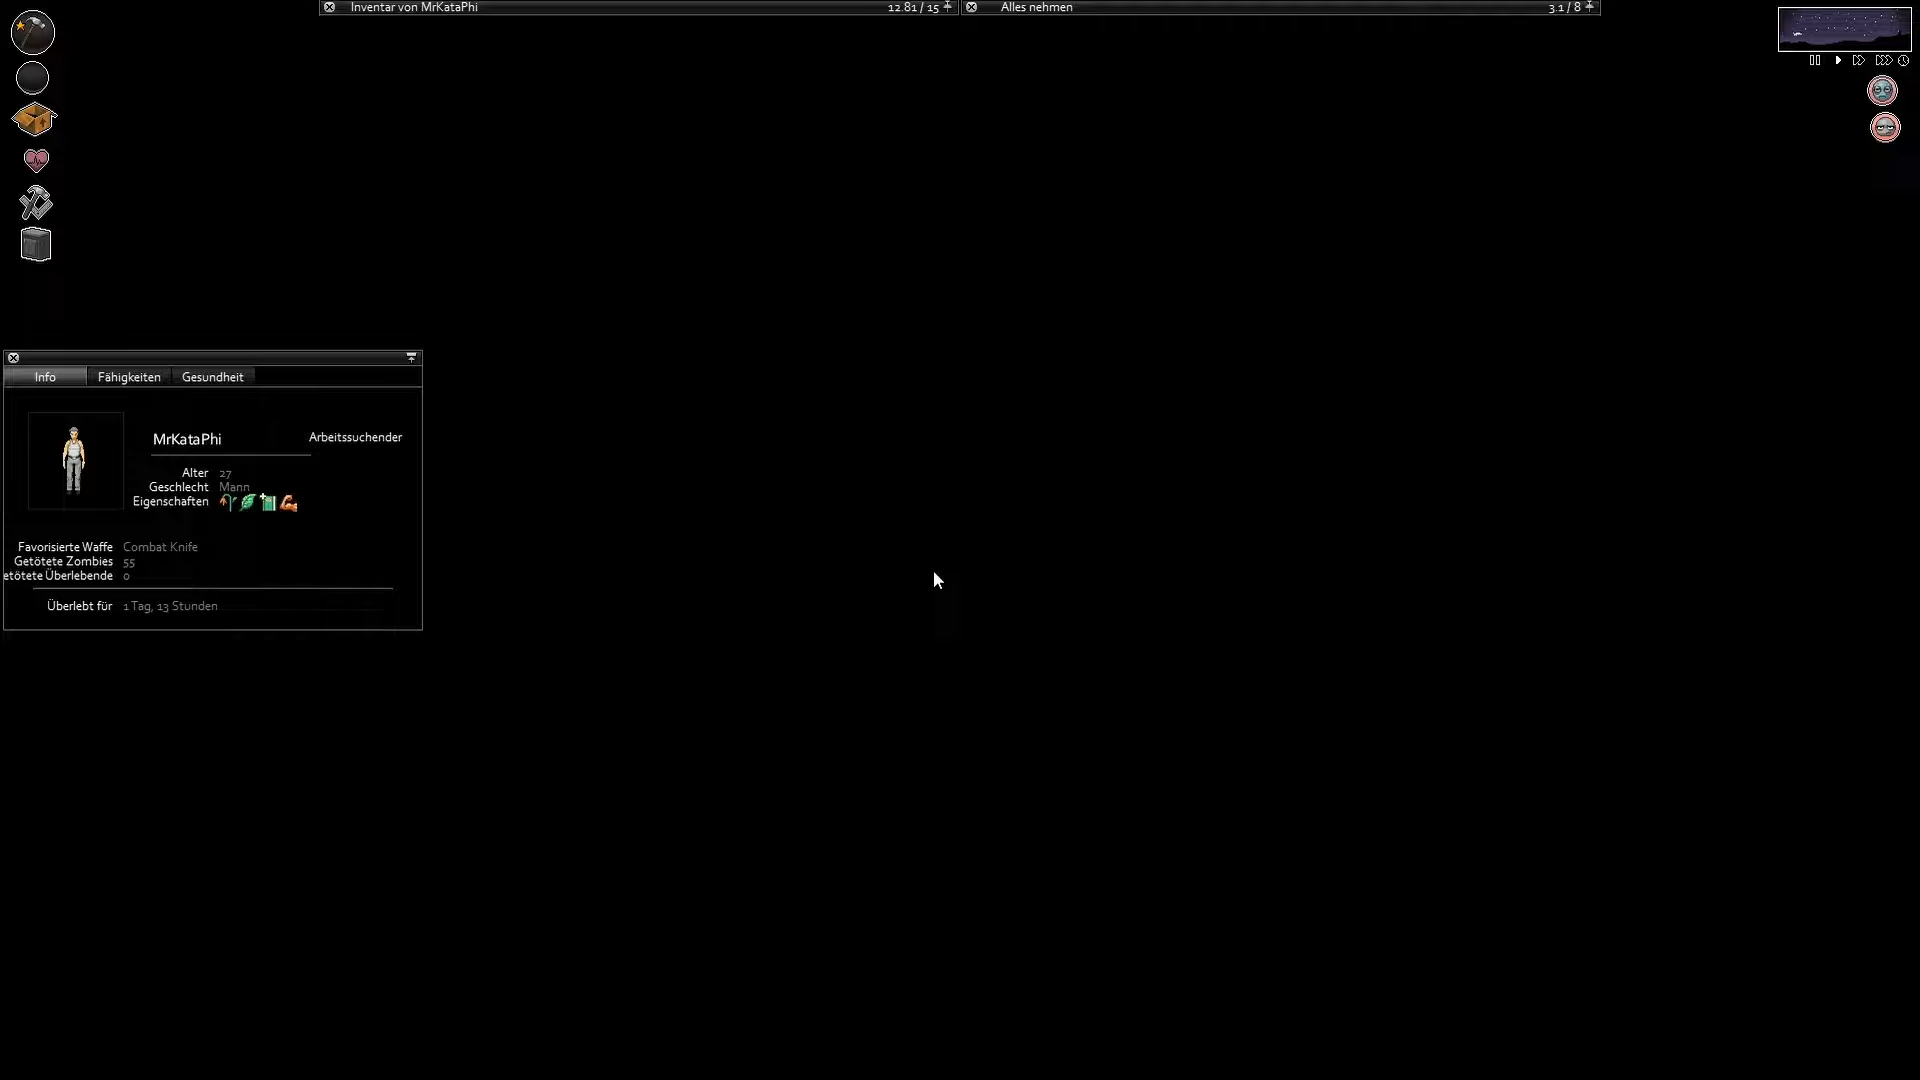 Inventar von MrKataPhi 12.81 / 15
Alles nehmen 3.1 / 8
Info Fähigkeiten Gesundheit
MrKataPhi Arbeitssuchender
Alter 27
Geschlecht Mann
Eigenschaften
Favorisierte Waffe Combat Knife
Getötete Zombies 55
etötete Überlebende 0
Überlebt für 1 Tag, 13 Stunden